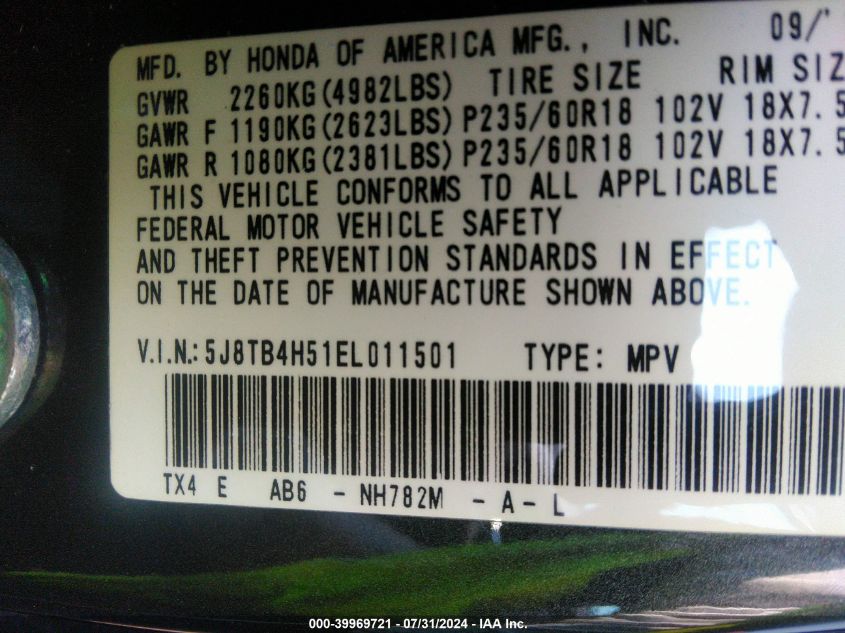 MFD. BY HONDA OF AMERICA MFG., INC. 09/
GVWR 2260KG(4982LBS) TIRE SIZE RIM SIZ
GAWR F 1190KG(2623LBS) P235/60R18 102V 18X7.5
GAWR R 1080KG(2381LBS) P235/60R18 102V 18X7.5
THIS VEHICLE CONFORMS TO ALL APPLICABLE
FEDERAL MOTOR VEHICLE SAFETY
AND THEFT PREVENTION STANDARDS IN EFFECT
ON THE DATE OF MANUFACTURE SHOWN ABOVE.
V.I.N.: 5J8TB4H51EL011501 TYPE: MPV
TX4 E AB6 - NH782M - A - L
000-39969721 - 07/31/2024 - IAA Inc.